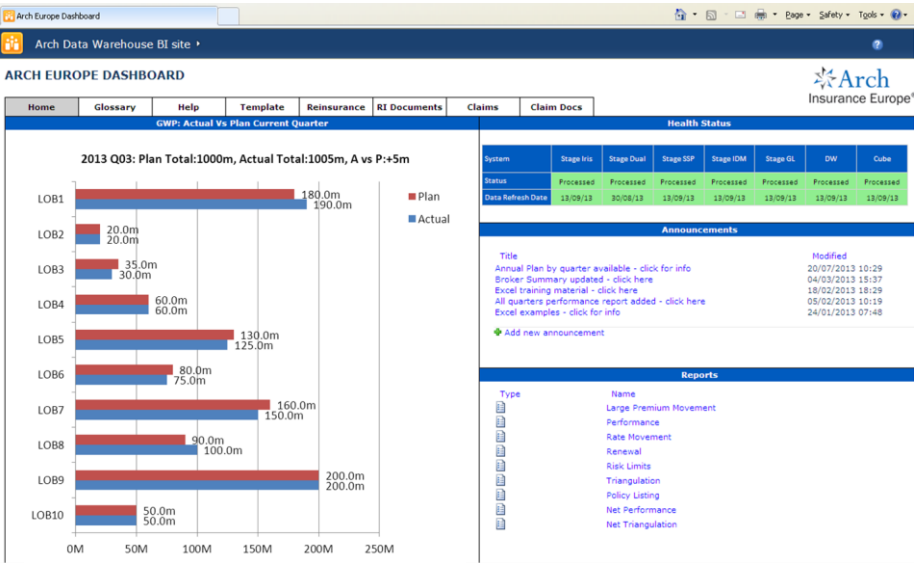 Arch Europe Dashboard
Page Safety Tools
Arch Data Warehouse BI site
ARCH EUROPE DASHBOARD
Arch
Insurance Europe®
Home Glossary Help Template Reinsurance RI Documents Claims Claim Docs
GWP: Actual Vs Plan Current Quarter
2013 Q03: Plan Total:1000m, Actual Total:1005m, A vs P:+5m
Plan
Actual
LOB1 180.0m
190.0m
LOB2 20.0m
20.0m
LOB3 35.0m
30.0m
LOB4 60.0m
60.0m
LOB5 130.0m
125.0m
LOB6 80.0m
75.0m
LOB7 160.0m
150.0m
LOB8 90.0m
100.0m
LOB9 200.0m
200.0m
LOB10 50.0m
50.0m
0M 50M 100M 150M 200M 250M
Health Status
System Stage Iris Stage Dual Stage SSP Stage IDM Stage GL DW Cube
Status Processed Processed Processed Processed Processed Processed Processed
Data Refresh Date 13/09/13 30/08/13 13/09/13 13/09/13 13/09/13 13/09/13 13/09/13
Announcements
Title Modified
Annual Plan by quarter available - click for info 20/07/2013 10:29
Broker Summary updated - click here 04/03/2013 15:37
Excel training material - click here 18/02/2013 18:29
All quarters performance report added - click here 05/02/2013 10:19
Excel examples - click for info 24/01/2013 07:48
Add new announcement
Reports
Type Name
Large Premium Movement
Performance
Rate Movement
Renewal
Risk Limits
Triangulation
Policy Listing
Net Performance
Net Triangulation